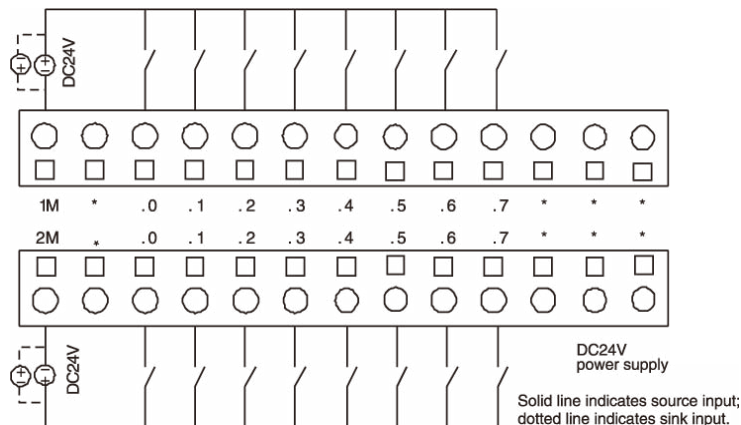 DC24V
1M * .0 .1 .2 .3 .4 .5 .6 .7 * * *
2M * .0 .1 .2 .3 .4 .5 .6 .7 * * *
DC24V
DC24V
power supply
Solid line indicates source input;
dotted line indicates sink input.